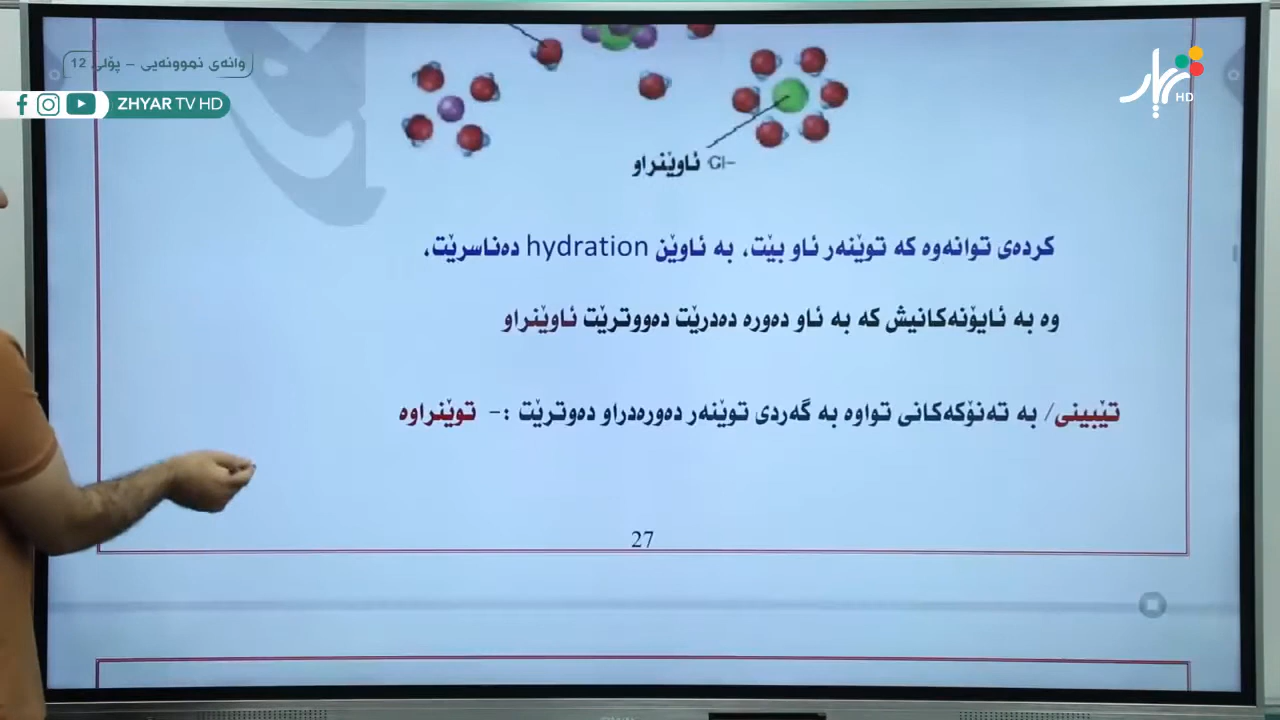 وانەی نموونەیی - پۆلی 12
ZHYAR TV HD
ژیار HD
ئاوێنراو Cl-
کردەی توانەوە کە توێنەر ئاو بێت، بە ئاوێن hydration دەناسرێت،
وە بە ئایۆنەکانیش کە بە ئاو دەورە دەدرێت دەووترێت ئاوێنراو
تێبینی/ بە تەنۆکەکانی تواوە بە گەردی توێنەر دەورەدراو دەوترێت :- توێنراوە
27